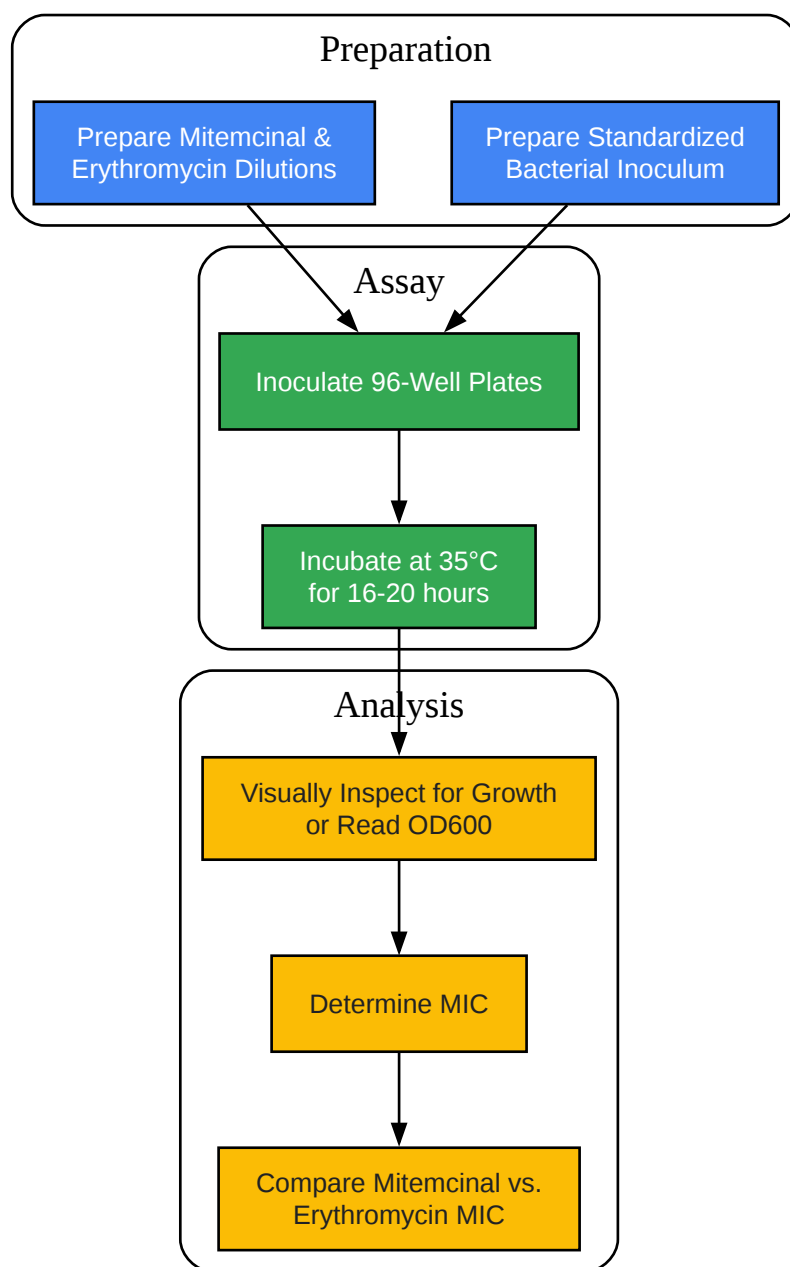 Preparation
Prepare Mitemcinal &
Erythromycin Dilutions
Prepare Standardized
Bacterial Inoculum
Assay
Inoculate 96-Well Plates
Incubate at 35°C
for 16-20 hours
Analysis
Visually Inspect for Growth
or Read OD600
Determine MIC
Compare Mitemcinal vs.
Erythromycin MIC